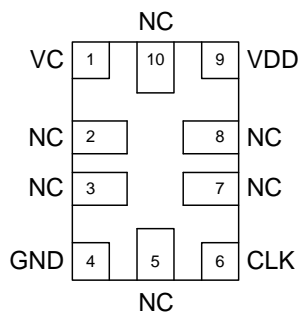 NC
VC 1 10 9 VDD
NC 2 8 NC
NC 3 7 NC
GND 4 5 6 CLK
NC